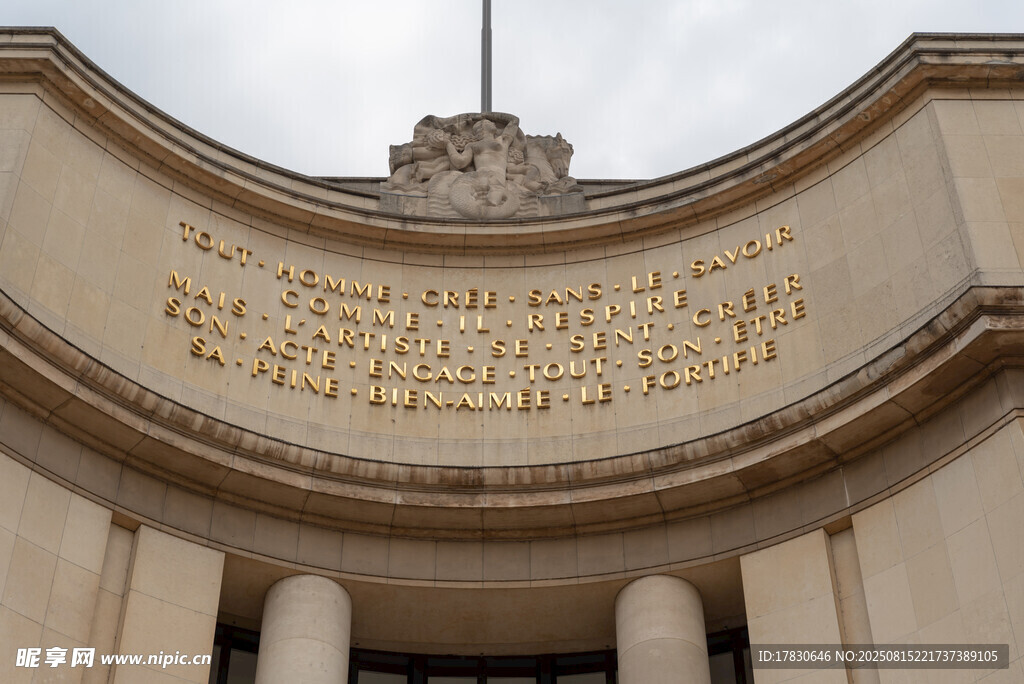 TOUT · HOMME · CRÉE · SANS · LE · SAVOIR
MAIS · COMME · IL · RESPIRE
SON · L'ARTISTE · SE · SENT · CRÉER
SA · ACTE · ENGAGE · TOUT · SON · ÊTRE
PEINE · BIEN-AIMÉE · LE · FORTIFIE
昵享网 www.nipic.cn
ID:17830646 NO:20250815221737389105